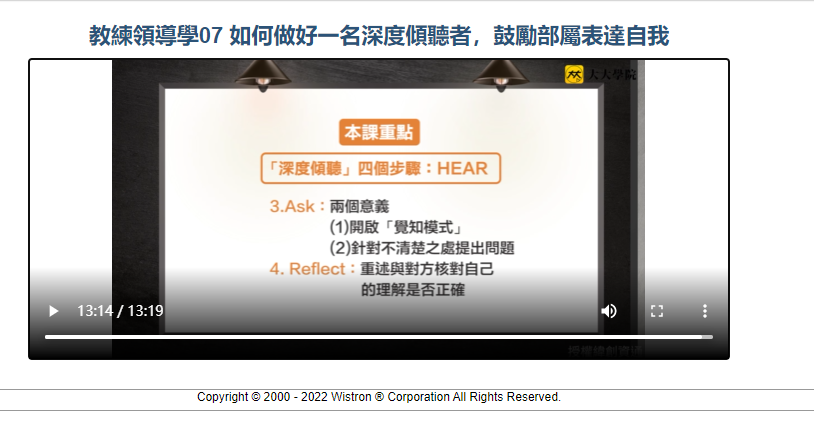 教練領導學07 如何做好一名深度傾聽者，鼓勵部屬表達自我
大大學院
本課重點
「深度傾聽」四個步驟：HEAR
3.Ask：兩個意義
(1)開啟「覺知模式」
(2)針對不清楚之處提出問題
4. Reflect：重述與對方核對自己
的理解是否正確
13:14 / 13:19
Copyright © 2000 - 2022 Wistron ® Corporation All Rights Reserved.